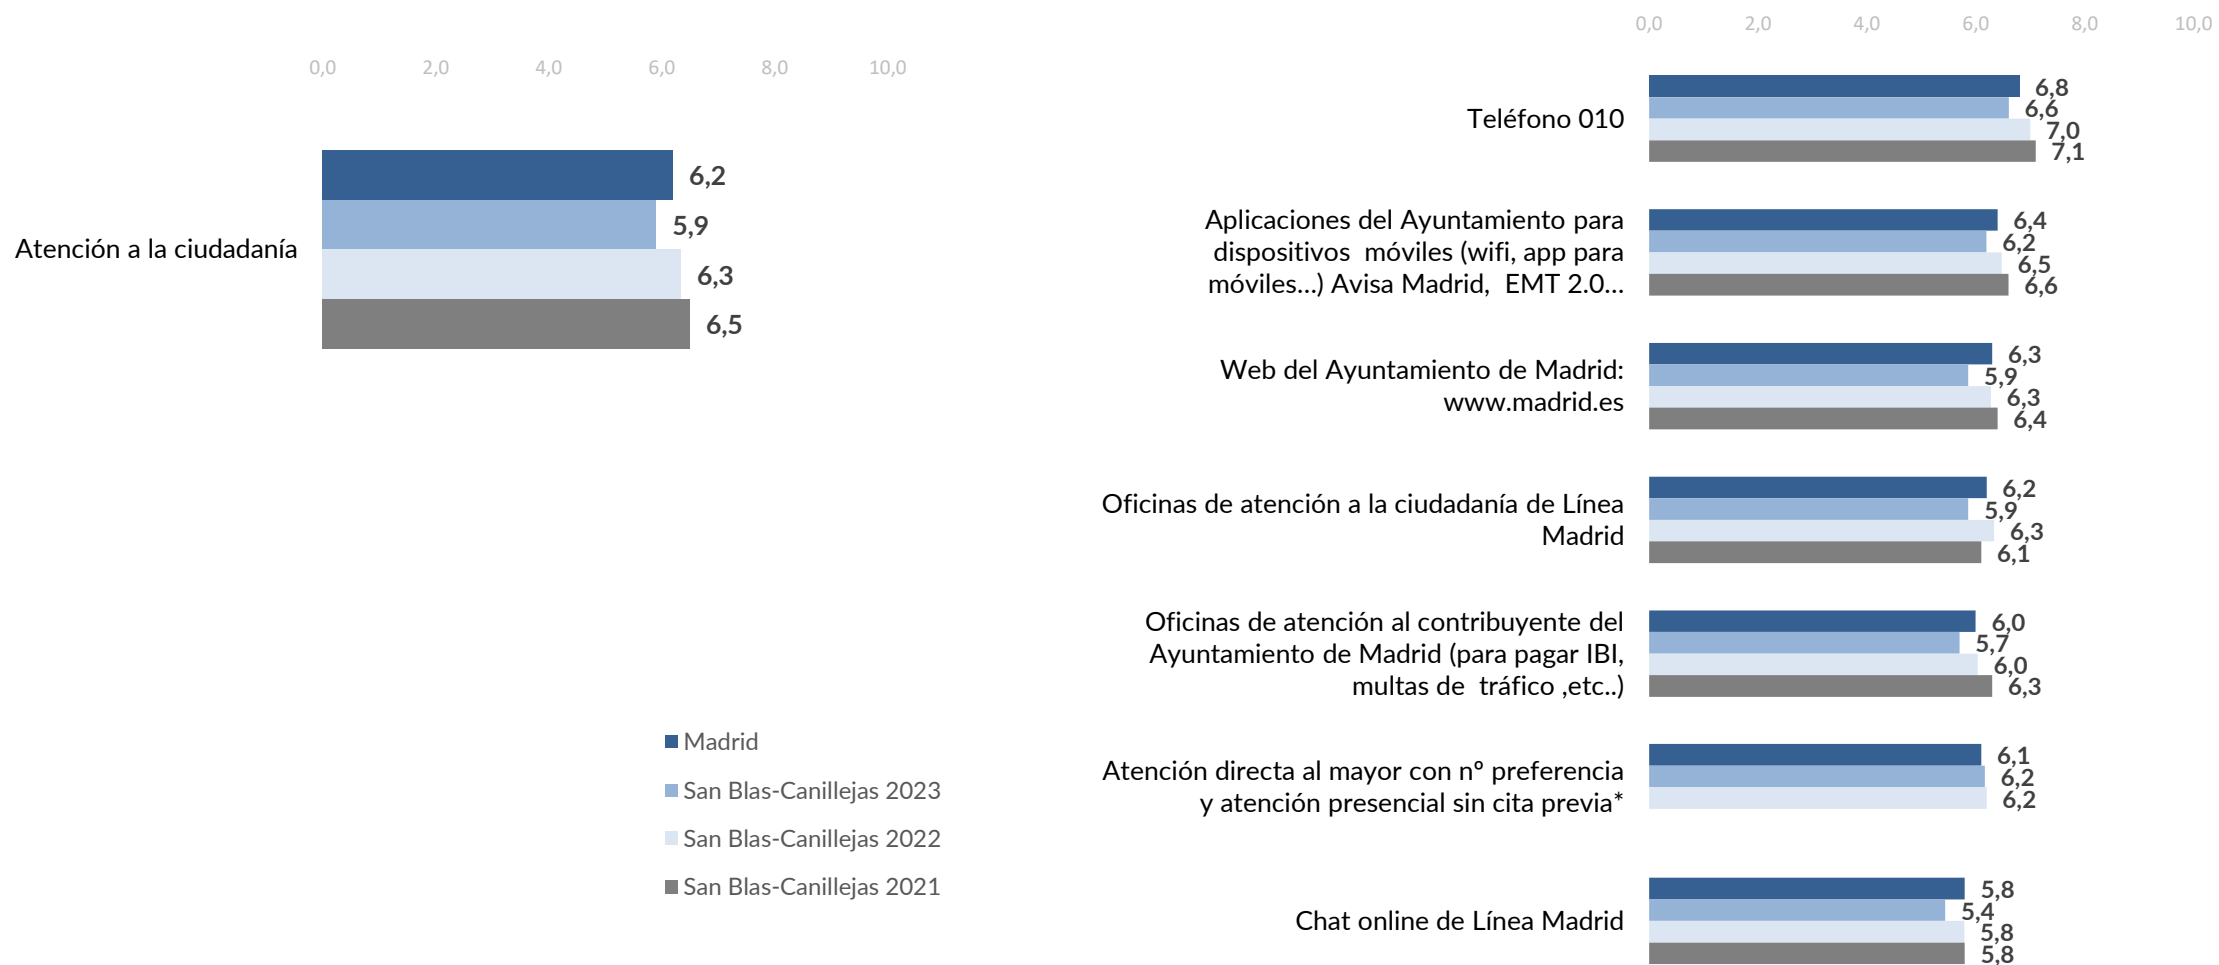 0,0 2,0 4,0 6,0 8,0 10,0
Atención a la ciudadanía
6,2
5,9
6,3
6,5
Madrid
San Blas-Canillejas 2023
San Blas-Canillejas 2022
San Blas-Canillejas 2021
0,0 2,0 4,0 6,0 8,0 10,0
Teléfono 010
6,8
6,6
7,0
7,1
Aplicaciones del Ayuntamiento para
dispositivos  móviles (wifi, app para
móviles...) Avisa Madrid,  EMT 2.0...
6,4
6,2
6,5
6,6
Web del Ayuntamiento de Madrid:
www.madrid.es
6,3
5,9
6,3
6,4
Oficinas de atención a la ciudadanía de Línea
Madrid
6,2
5,9
6,3
6,1
Oficinas de atención al contribuyente del
Ayuntamiento de Madrid (para pagar IBI,
multas de  tráfico ,etc..)
6,0
5,7
6,0
6,3
Atención directa al mayor con nº preferencia
y atención presencial sin cita previa*
6,1
6,2
6,2
Chat online de Línea Madrid
5,8
5,4
5,8
5,8